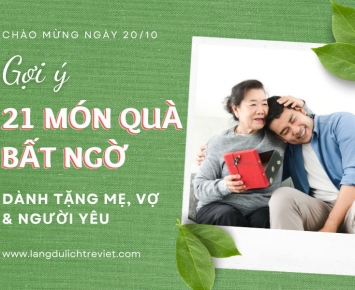 CHÀO MỪNG NGÀY 20/10
Gợi ý
21 MÓN QUÀ
BẤT NGỜ
DÀNH TẶNG MẸ, VỢ
& NGƯỜI YÊU
www.langdulichtreviet.com